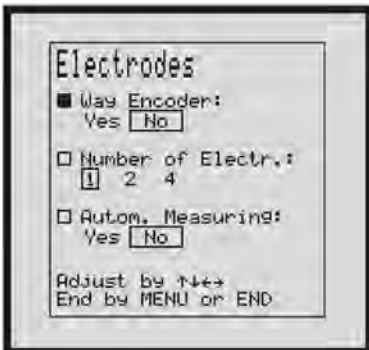 Electrodes
Way Encoder:
Yes No
Number of Electr.:
1 2 4
Autom. Measuring:
Yes No
Adjust by ↑↓←→
End by MENU or END